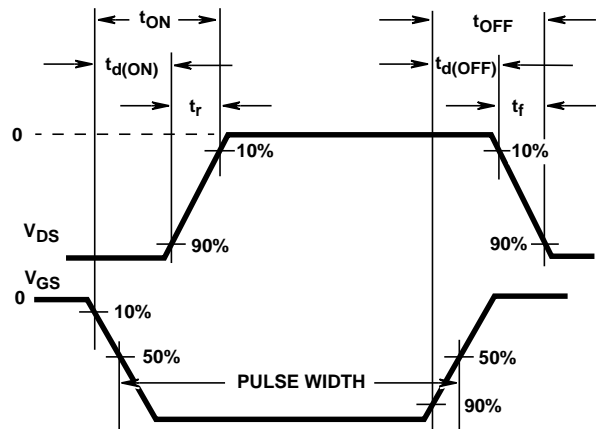 tON
tOFF
td(ON)
td(OFF)
tr
tf
0
10%
10%
VDS
90%
90%
VGS
0
10%
50%
50%
PULSE WIDTH
90%